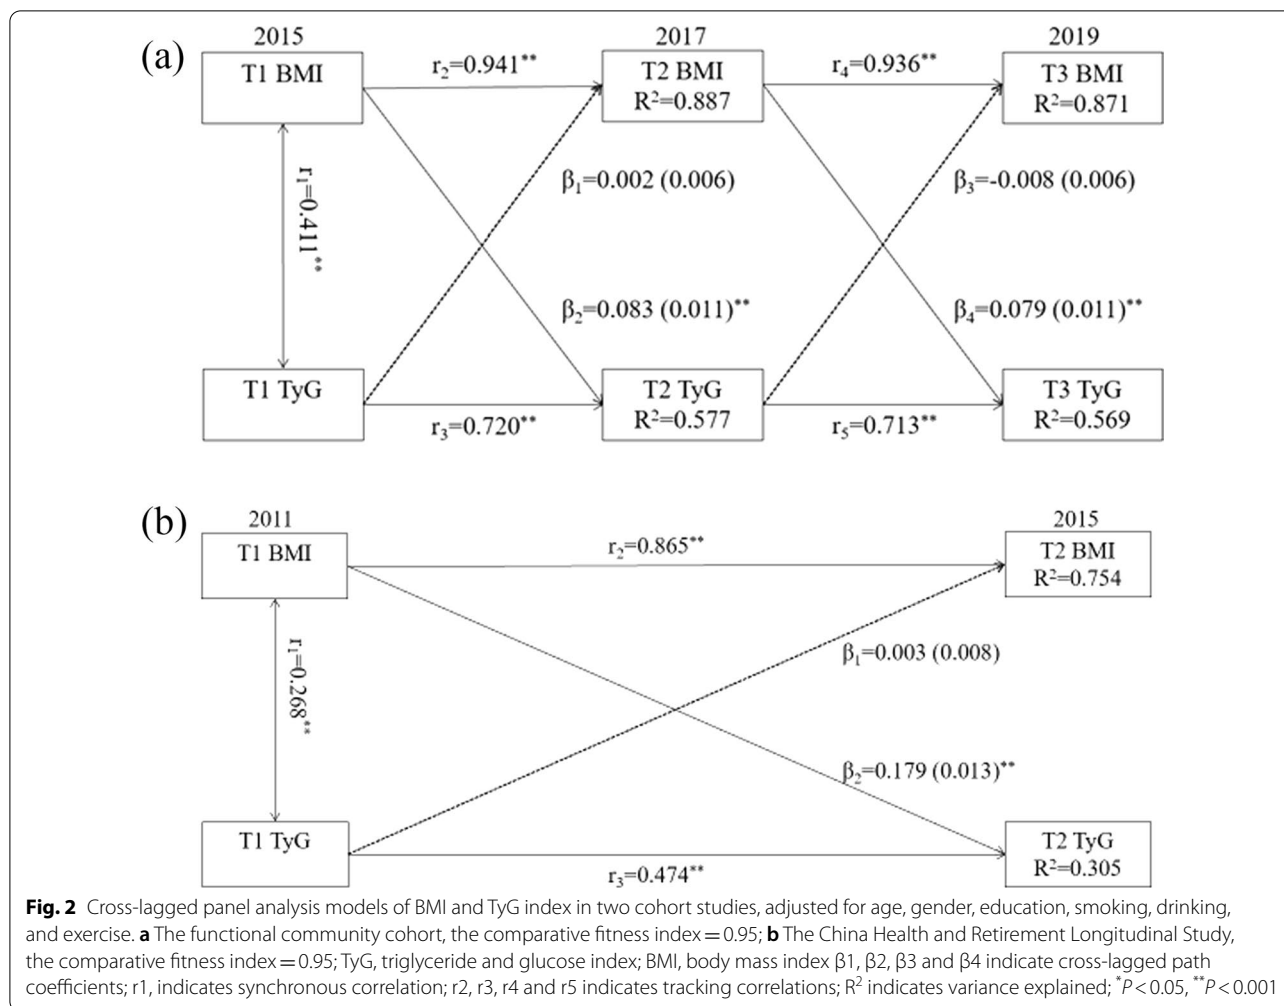 (a)
2015 2017 2019
T1 BMI
r₂=0.941**
T2 BMI
R²=0.887
r₄=0.936**
T3 BMI
R²=0.871
r₁=0.411**
β₁=0.002 (0.006)
β₃=-0.008 (0.006)
β₂=0.083 (0.011)**
β₄=0.079 (0.011)**
T1 TyG
r₃=0.720**
T2 TyG
R²=0.577
r₅=0.713**
T3 TyG
R²=0.569
(b)
2011 2015
T1 BMI
r₂=0.865**
T2 BMI
R²=0.754
r₁=0.268**
β₁=0.003 (0.008)
β₂=0.179 (0.013)**
T1 TyG
r₃=0.474**
T2 TyG
R²=0.305
Fig. 2 Cross-lagged panel analysis models of BMI and TyG index in two cohort studies, adjusted for age, gender, education, smoking, drinking,
and exercise. a The functional community cohort, the comparative fitness index = 0.95; b The China Health and Retirement Longitudinal Study,
the comparative fitness index = 0.95; TyG, triglyceride and glucose index; BMI, body mass index β1, β2, β3 and β4 indicate cross-lagged path
coefficients; r1, indicates synchronous correlation; r2, r3, r4 and r5 indicates tracking correlations; R² indicates variance explained; *P < 0.05, **P < 0.001